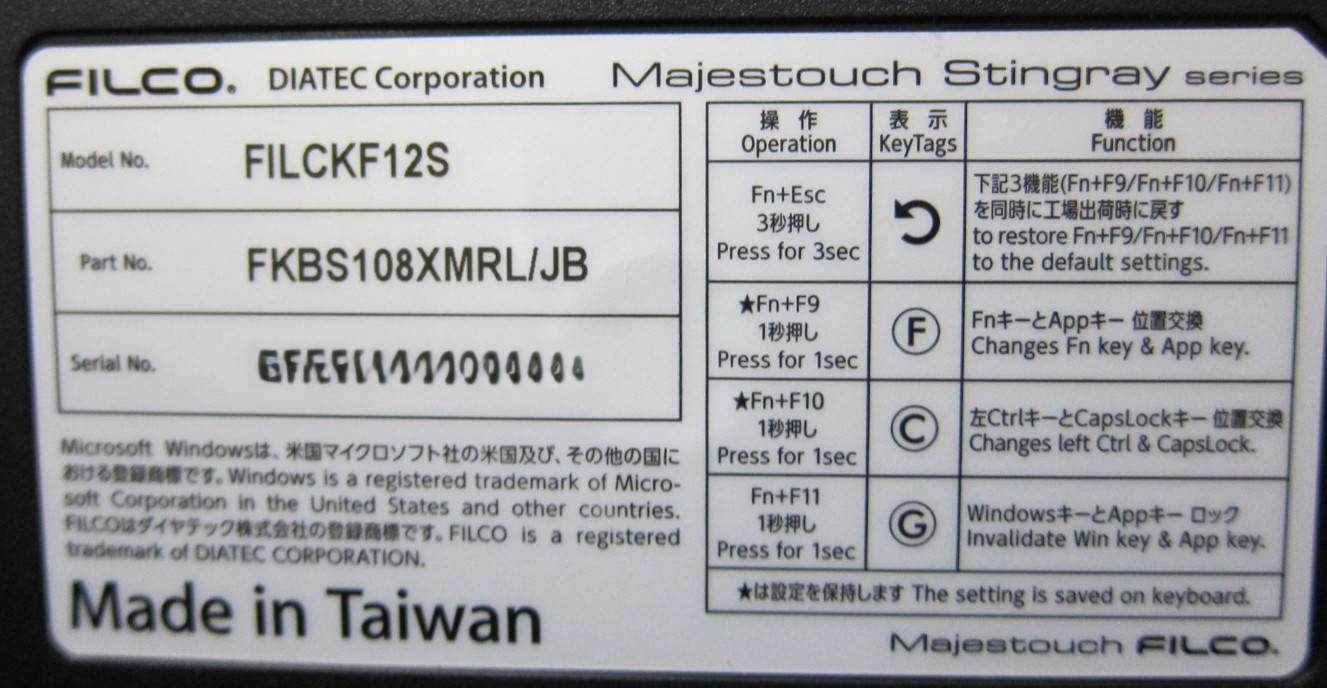 FILCO. DIATEC Corporation
Majestouch Stingray series
Model No. FILCKF12S
Part No. FKBS108XMRL/JB
Serial No.
Microsoft Windowsは、米国マイクロソフト社の米国及び、その他の国に
おける登録商標です。Windows is a registered trademark of Micro-
soft Corporation in the United States and other countries.
FILCOはダイヤテック株式会社の登録商標です。FILCO is a registered
trademark of DIATEC CORPORATION.
Made in Taiwan
操作 表示 機能
Operation KeyTags Function
Fn+Esc
3秒押し
Press for 3sec
下記3機能(Fn+F9/Fn+F10/Fn+F11)
を同時に工場出荷時に戻す
to restore Fn+F9/Fn+F10/Fn+F11
to the default settings.
★Fn+F9
1秒押し
Press for 1sec
Ⓕ
FnキーとAppキー 位置交換
Changes Fn key & App key.
★Fn+F10
1秒押し
Press for 1sec
Ⓒ
左CtrlキーとCapsLockキー 位置交換
Changes left Ctrl & CapsLock.
Fn+F11
1秒押し
Press for 1sec
Ⓖ
WindowsキーとAppキー ロック
Invalidate Win key & App key.
★は設定を保持します The setting is saved on keyboard.
Majestouch FILCO.